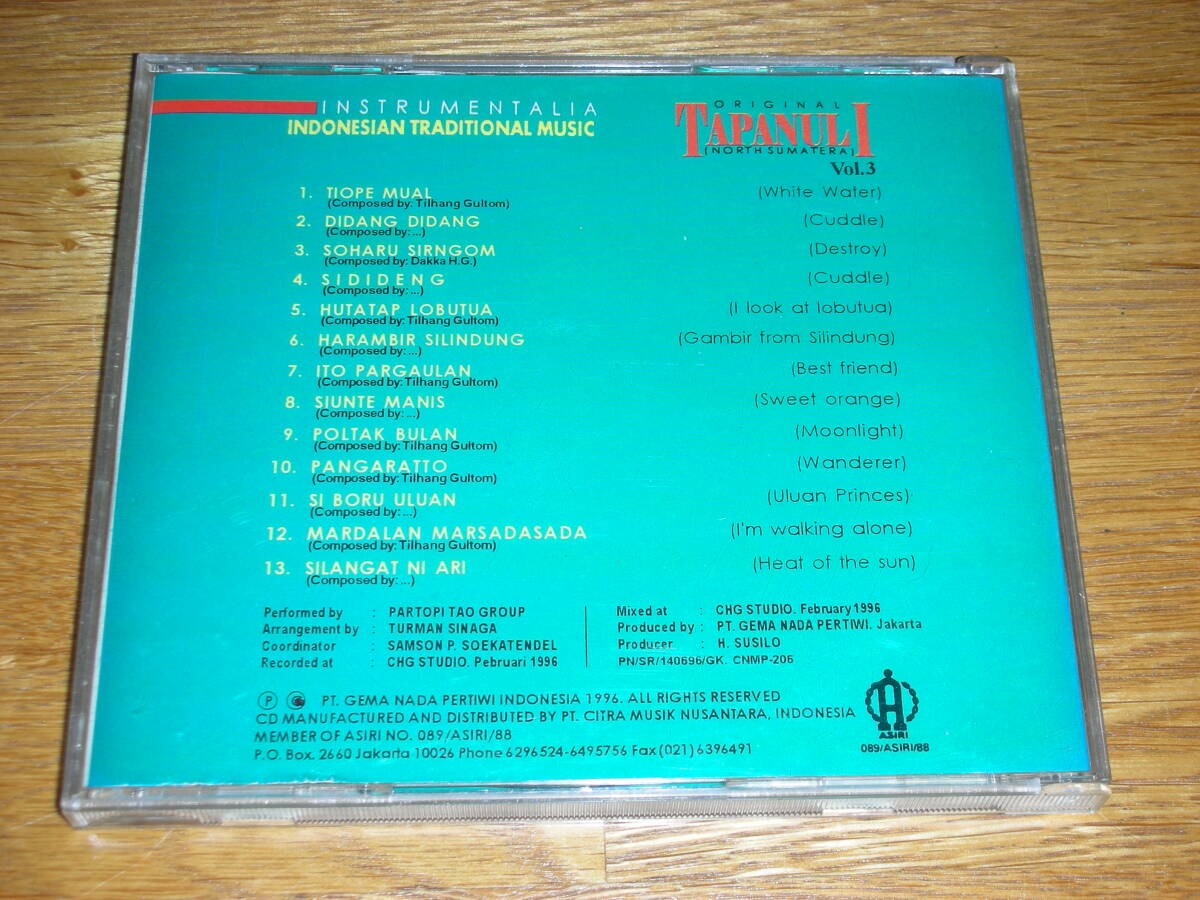 INSTRUMENTALIA
INDONESIAN TRADITIONAL MUSIC
ORIGINAL
TAPANULI
(NORTH SUMATERA)
Vol.3
1. TIOPE MUAL (White Water)
(Composed by: Tilhang Gultom)
2. DIDANG DIDANG (Cuddle)
(Composed by: ...)
3. SOHARU SIRNGOM (Destroy)
(Composed by: Dakka H.G.)
4. SIDIDENG (Cuddle)
(Composed by: ...)
5. HUTATAP LOBUTUA (I look at lobutua)
(Composed by: Tilhang Gultom)
6. HARAMBIR SILINDUNG (Gambir from Silindung)
(Composed by: ...)
7. ITO PARGAULAN (Best friend)
(Composed by: Tilhang Gultom)
8. SIUNTE MANIS (Sweet orange)
(Composed by: ...)
9. POLTAK BULAN (Moonlight)
(Composed by: Tilhang Gultom)
10. PANGARATTO (Wanderer)
(Composed by: Tilhang Gultom)
11. SI BORU ULUAN (Uluan Princes)
(Composed by: ...)
12. MARDALAN MARSADASADA (I'm walking alone)
(Composed by: Tilhang Gultom)
13. SILANGAT NI ARI (Heat of the sun)
(Composed by: ...)
Performed by : PARTOPI TAO GROUP
Arrangement by : TURMAN SINAGA
Coordinator : SAMSON P. SOEKATENDEL
Recorded at : CHG STUDIO. Pebruari 1996
Mixed at : CHG STUDIO. February 1996
Produced by : PT. GEMA NADA PERTIWI. Jakarta
Producer : H. SUSILO
PN/SR/140696/GK. CNMP-206
Ⓟ © PT. GEMA NADA PERTIWI INDONESIA 1996. ALL RIGHTS RESERVED
CD MANUFACTURED AND DISTRIBUTED BY PT. CITRA MUSIK NUSANTARA, INDONESIA
MEMBER OF ASIRI NO. 089/ASIRI/88
P.O. Box. 2660 Jakarta 10026 Phone 6296524-6495756 Fax (021) 6396491
ASIRI
089/ASIRI/88